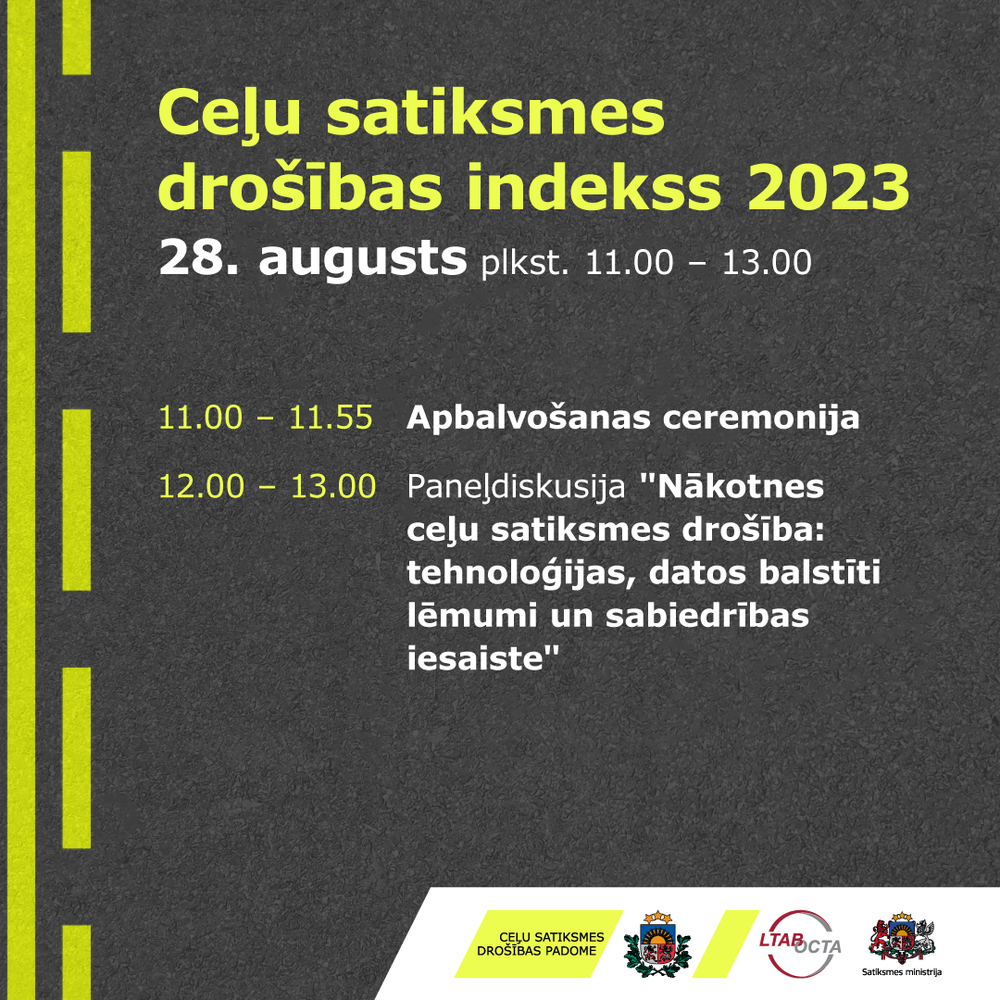 Ceļu satiksmes
drošības indekss 2023
28. augusts plkst. 11.00 – 13.00
11.00 – 11.55 Apbalvošanas ceremonija
12.00 – 13.00 Paneļdiskusija "Nākotnes
ceļu satiksmes drošība:
tehnoloģijas, datos balstīti
lēmumi un sabiedrības
iesaiste"
CEĻU SATIKSMES
DROŠĪBAS PADOME
LTAB
OCTA
Satiksmes ministrija